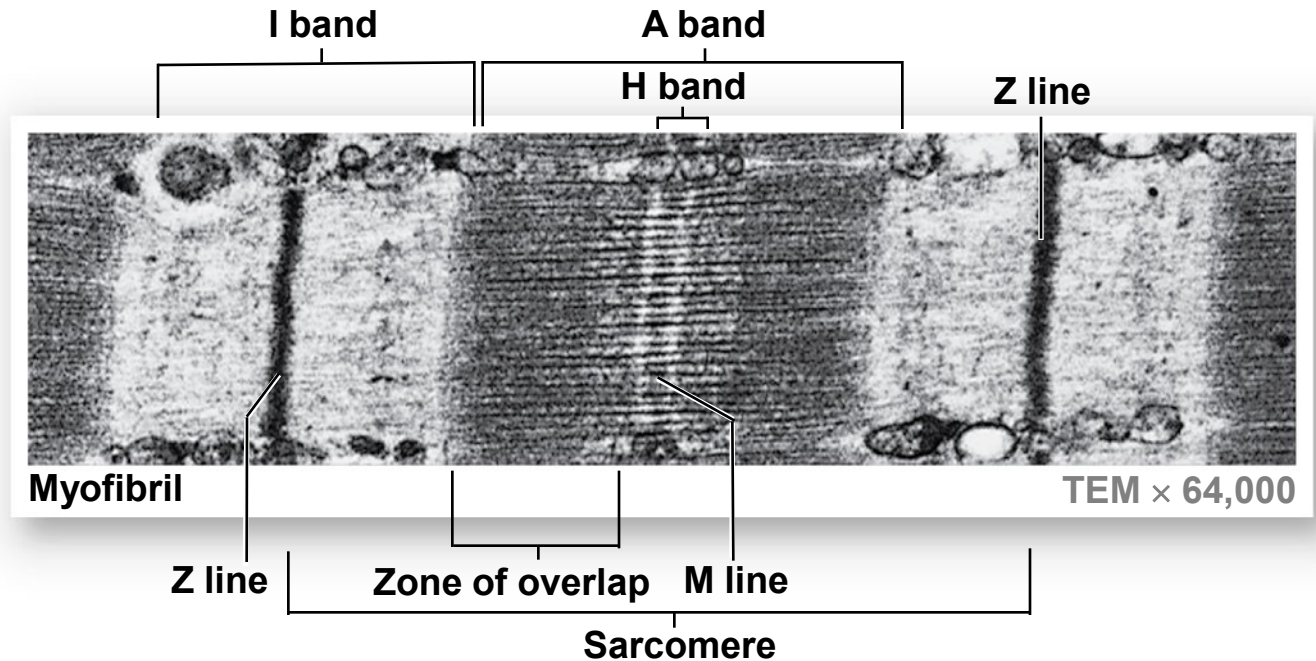 I band
A band
H band
Z line
Myofibril
TEM × 64,000
Z line
Zone of overlap
M line
Sarcomere